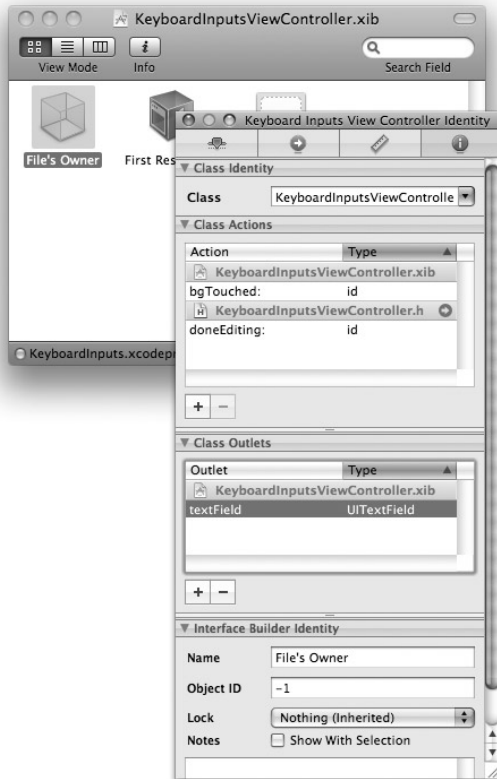 KeyboardInputsViewController.xib
View Mode
Info
Search Field
File's Owner
First Res
KeyboardInputs.xcodepr
Keyboard Inputs View Controller Identity
Class Identity
Class
KeyboardInputsViewControlle
Class Actions
Action Type
KeyboardInputsViewController.xib
bgTouched: id
KeyboardInputsViewController.h
doneEditing: id
+ −
Class Outlets
Outlet Type
KeyboardInputsViewController.xib
textField UITextField
+ −
Interface Builder Identity
Name File's Owner
Object ID -1
Lock Nothing (Inherited)
Notes Show With Selection